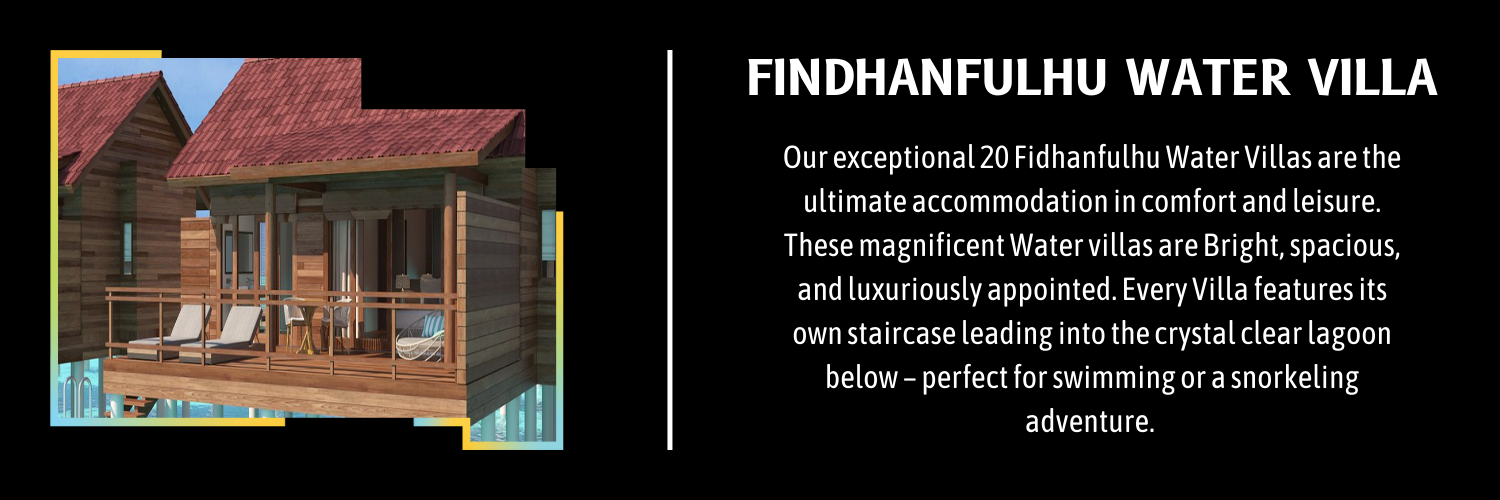 FINDHANFULHU WATER VILLA
Our exceptional 20 Fidhanfulhu Water Villas are the
ultimate accommodation in comfort and leisure.
These magnificent Water villas are Bright, spacious,
and luxuriously appointed. Every Villa features its
own staircase leading into the crystal clear lagoon
below – perfect for swimming or a snorkeling
adventure.